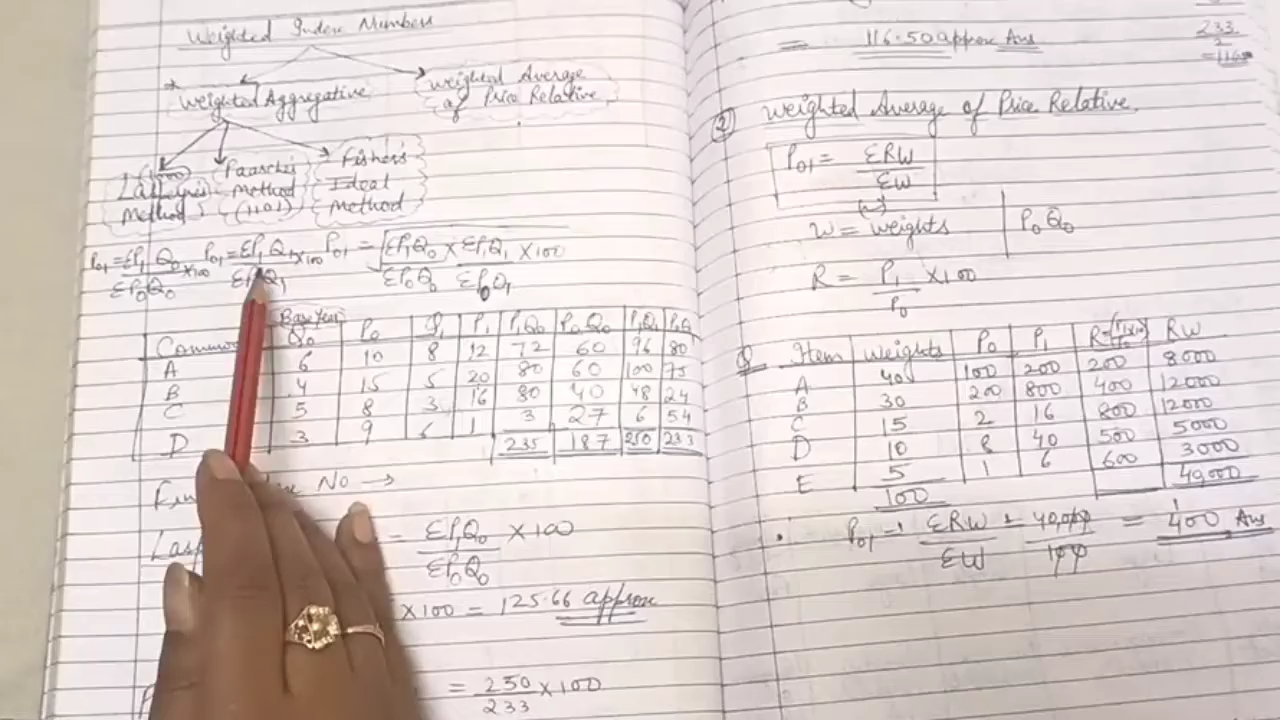 Weighted Index Numbers
* Weighted Aggregative
Weighted Average
of Price Relative
Method
Paasche's
method
(1101)
Fisher's
Ideal
method
P01 = ΣP1Q0 ×100
ΣP0Q0
P01 = ΣP1Q1 ×100
P01 = √ΣP1Q0 × ΣP1Q1 ×100
ΣP0Q0 ΣP0Q1
Base Year
Q0 P0 Q1 P1 P1Q0 P0Q0 P1Q1 P0Q1
A 6 10 8 12 72 60 96 80
B 4 15 5 20 80 60 100 75
C 5 8 3 16 80 40 48 24
D 3 9 6 1 3 27 6 54
235 187 250 233
No →
= ΣP1Q0 × 100
ΣP0Q0
× 100 = 125.66 approx
= 250 × 100
233
= 116.50 approx Ans
233
2
=116.5
② Weighted Average of Price Relative.
P01 = ΣRW
ΣW
W = weights
P0Q0
R = P1 ×100
P0
Q Item Weights P0 P1 R=(P1/P0×100) RW
A 40 100 200 200 8000
B 30 200 800 400 12000
C 15 2 16 800 12000
D 10 8 40 500 5000
E 5 1 6 600 3000
100 40,000
∴ P01 = ΣRW = 40,000 = 400 Ans
ΣW 100